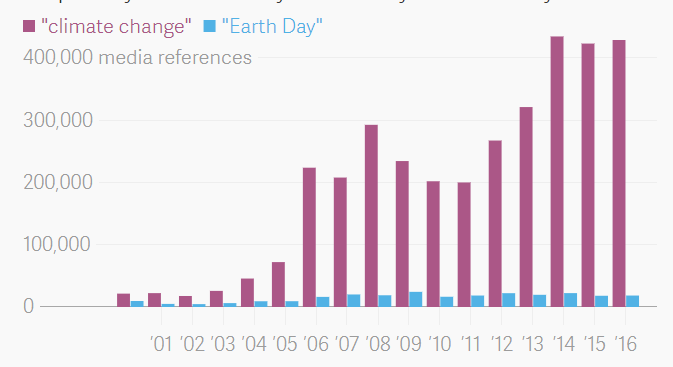 "climate change" "Earth Day"
400,000 media references
300,000
200,000
100,000
0
'01 '02 '03 '04 '05 '06 '07 '08 '09 '10 '11 '12 '13 '14 '15 '16